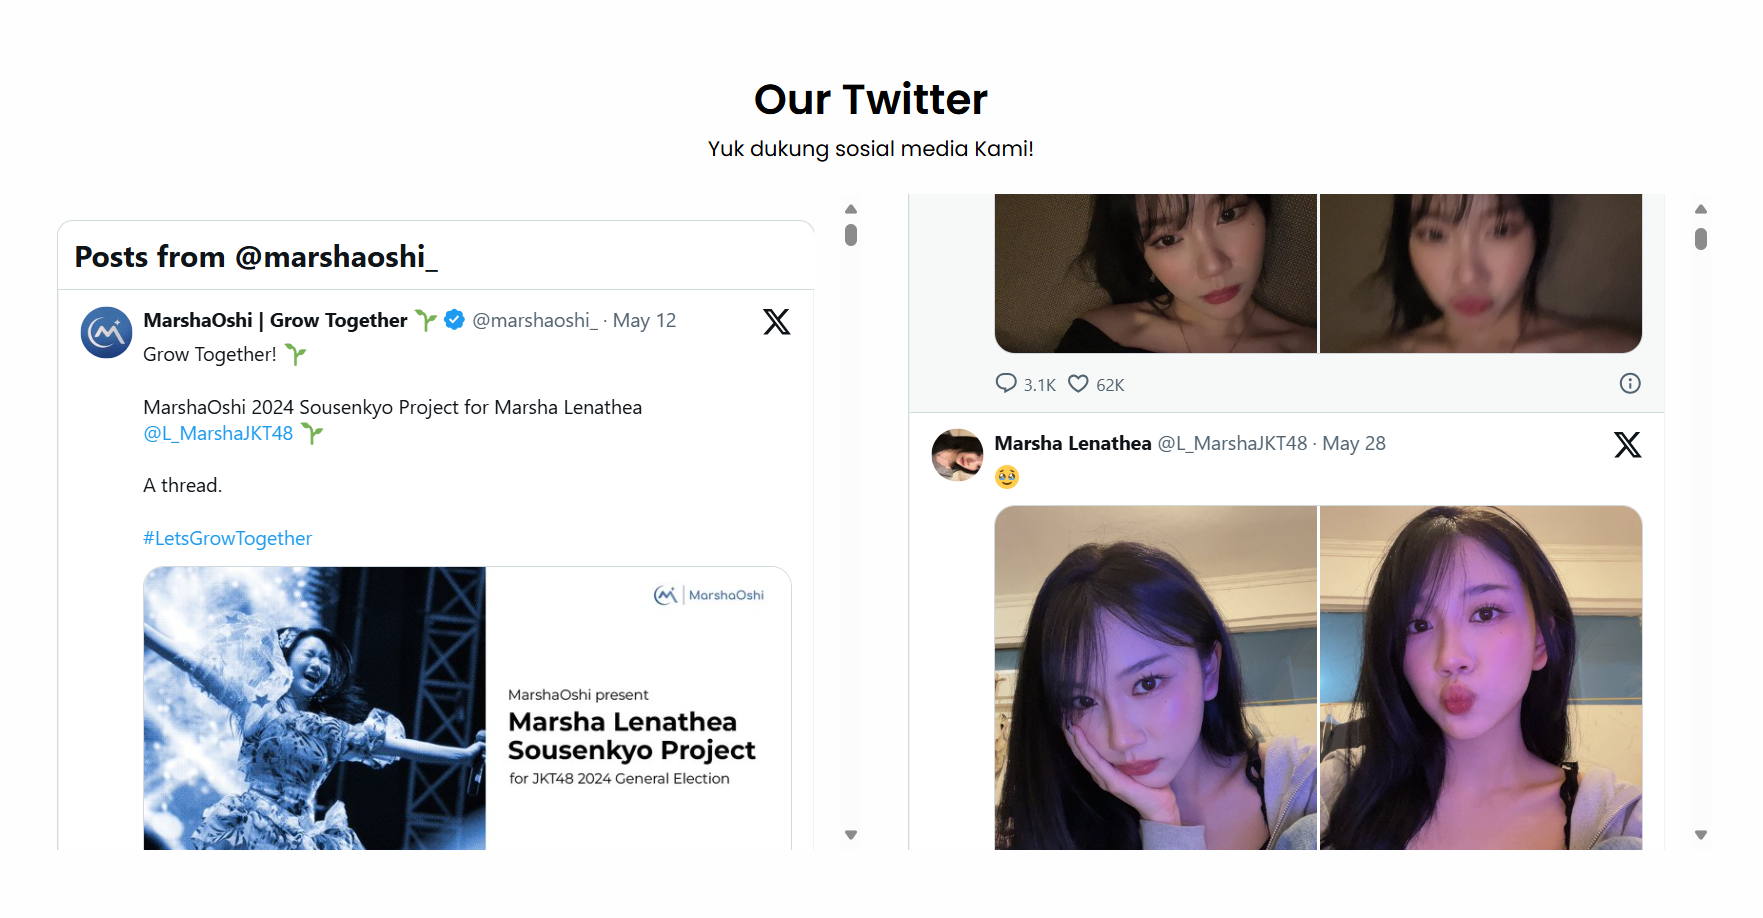 Our Twitter
Yuk dukung sosial media Kami!
Posts from @marshaoshi_
MarshaOshi | Grow Together 🌱 @marshaoshi_ · May 12
Grow Together! 🌱
MarshaOshi 2024 Sousenkyo Project for Marsha Lenathea
@L_MarshaJKT48 🌱
A thread.
#LetsGrowTogether
MarshaOshi
MarshaOshi present
Marsha Lenathea
Sousenkyo Project
for JKT48 2024 General Election
3.1K 62K
Marsha Lenathea @L_MarshaJKT48 · May 28
🥹